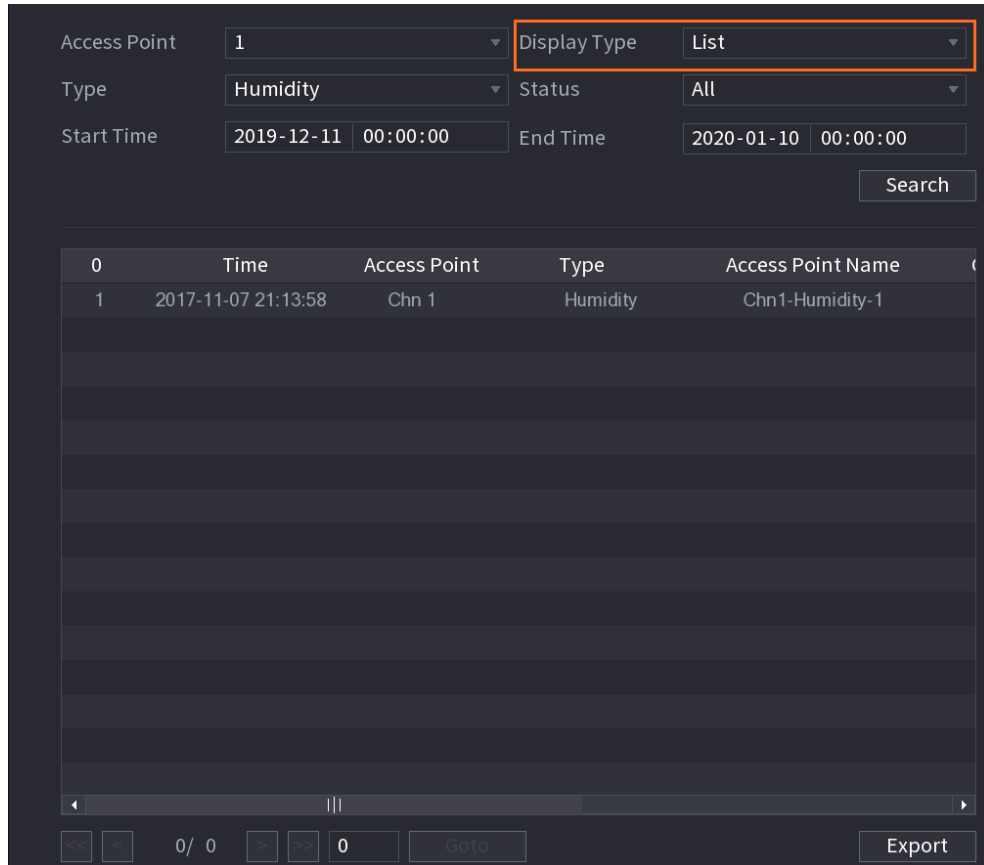 Access Point 1 Display Type List
Type Humidity Status All
Start Time 2019-12-11 00:00:00 End Time 2020-01-10 00:00:00
Search
0 Time Access Point Type Access Point Name
1 2017-11-07 21:13:58 Chn 1 Humidity Chn1-Humidity-1
<< < 0/ 0 > >> 0 Goto Export